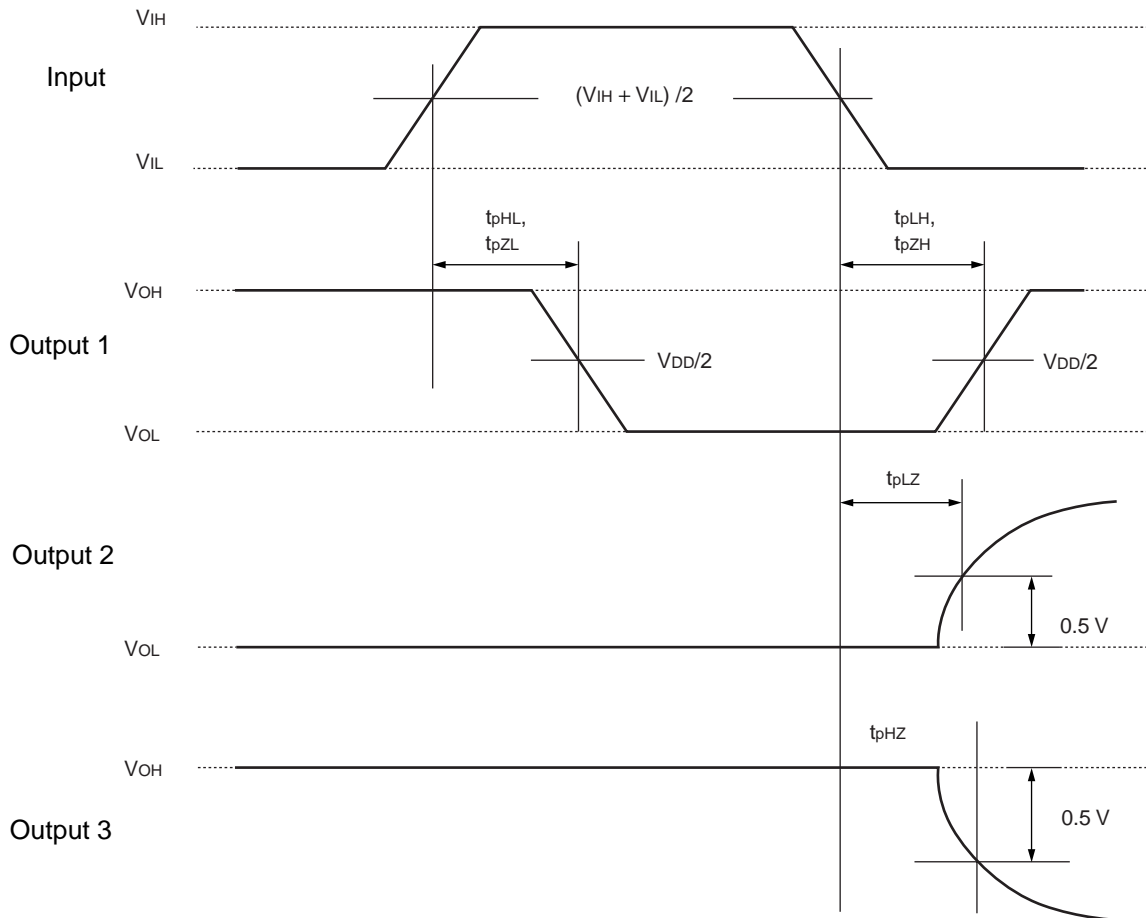 VIH
Input
(VIH + VIL) /2
VIL
tpHL,
tpZL
tpLH,
tpZH
VOH
Output 1
VDD/2
VDD/2
VOL
tpLZ
Output 2
0.5 V
VOL
tpHZ
VOH
0.5 V
Output 3